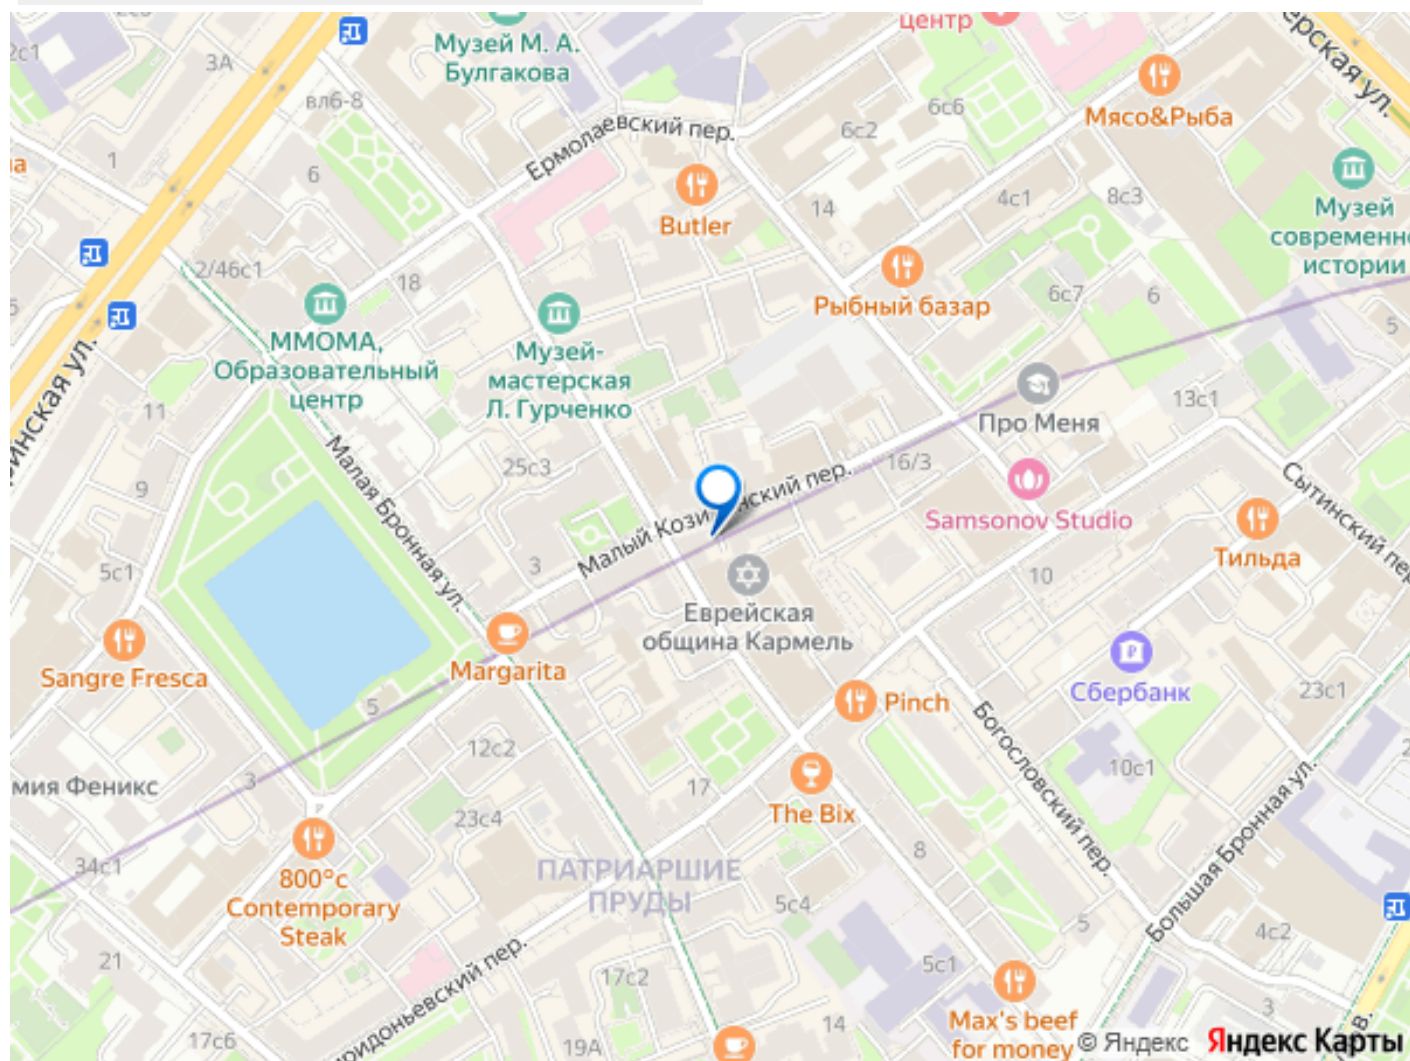 2с1
3А
Музей М. А.
Булгакова
центр
вл6-8
1
6
Ермолаевский пер.
6с2
6с6
Мясо&Рыба
Butler
14
4с1
8с3
Музей
современн
истории
2/46с1
18
ММОМА,
Образовательный
центр
Музей-
мастерская
Л. Гурченко
Рыбный базар
6с7
6
5
11
Про Меня
13с1
9
Малая Бронная ул.
25с3
Малый Кози
нский пер.
16/3
Samsonov Studio
Сытинский пер
Тильда
5с1
3
10
Еврейская
община Кармель
Sangre Fresca
Margarita
Сбербанк
23с1
5
12с2
Pinch
Богословский пер.
10с1
мия Феникс
3
17
The Bix
23с4
8
34с1
800°с
Contemporary
Steak
ПАТРИАРШИЕ
ПРУДЫ
5с4
5
Большая Бронная ул.
4с2
21
17с2
5с1
3
17с6
19А
14
Max's beef
for money
© Яндекс
Яндекс Карты